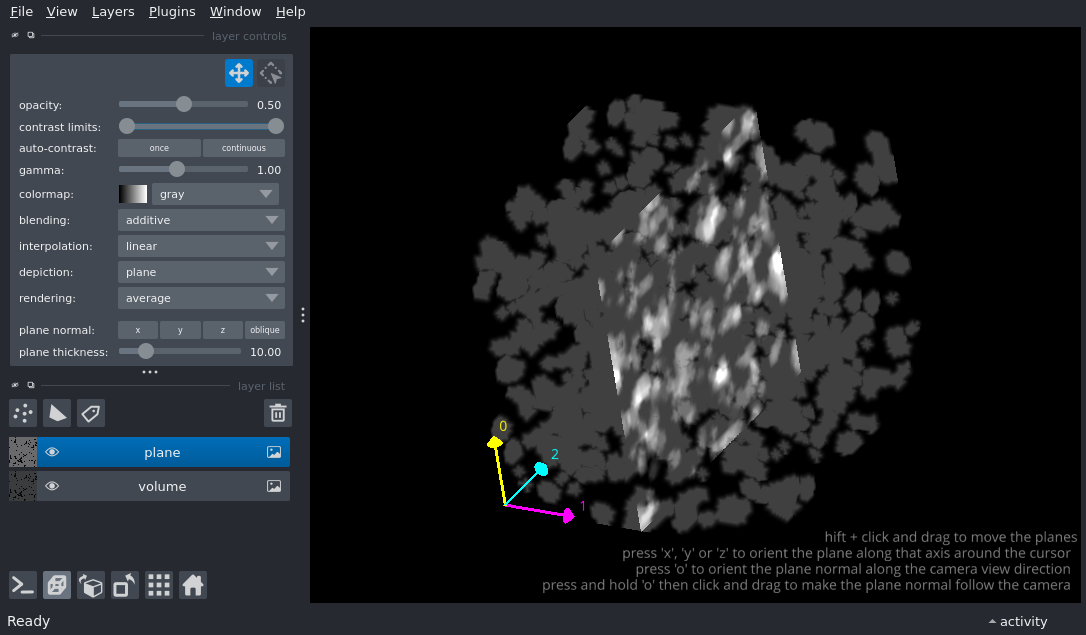 File View Layers Plugins Window Help
layer controls
opacity: 0.50
contrast limits:
auto-contrast: once continuous
gamma: 1.00
colormap: gray
blending: additive
interpolation: linear
depiction: plane
rendering: average
plane normal: x y z oblique
plane thickness: 10.00
layer list
plane
volume
0
2
1
hift + click and drag to move the planes
press 'x', 'y' or 'z' to orient the plane along that axis around the cursor
press 'o' to orient the plane normal along the camera view direction
press and hold 'o' then click and drag to make the plane normal follow the camera
Ready
activity